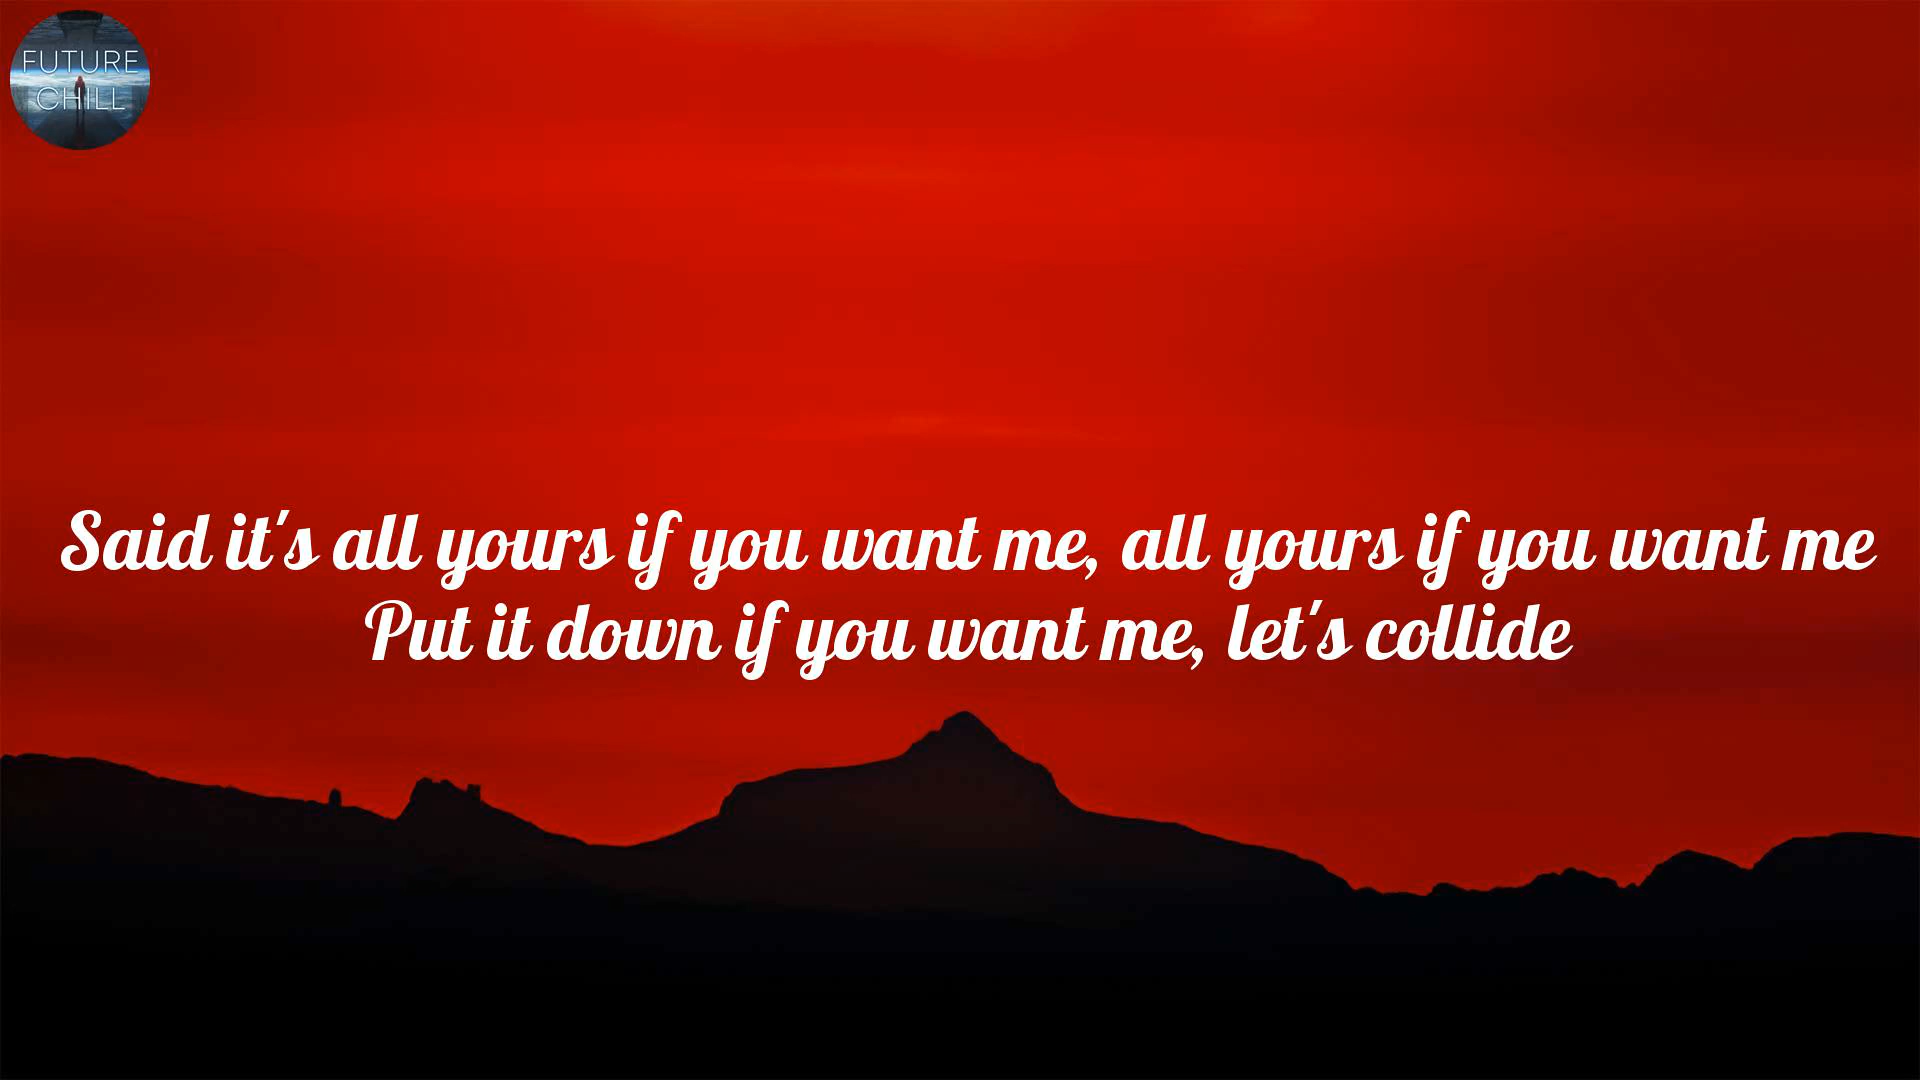 FUTURE
CHILL
Said it's all yours if you want me, all yours if you want me
Put it down if you want me, let's collide